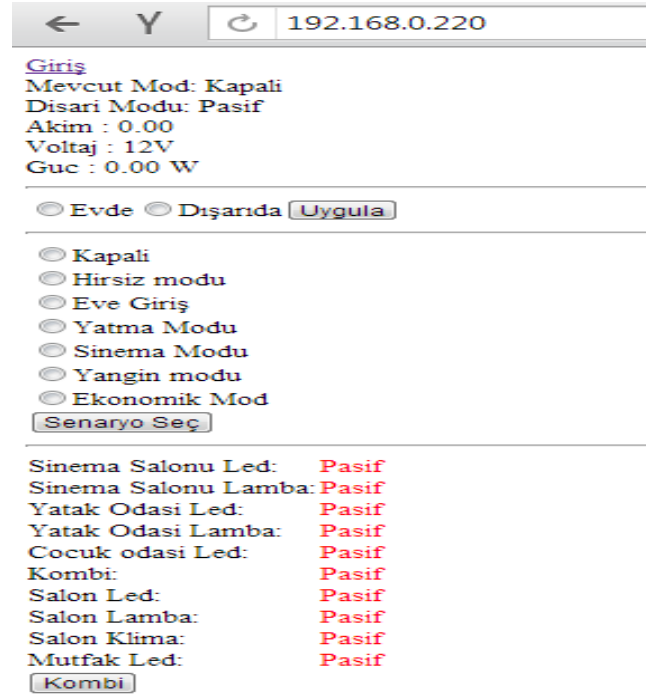 192.168.0.220
Giriş
Mevcut Mod: Kapali
Disari Modu: Pasif
Akim : 0.00
Voltaj : 12V
Guc : 0.00 W
Evde Dışarıda Uygula
Kapali
Hirsiz modu
Eve Giriş
Yatma Modu
Sinema Modu
Yangin modu
Ekonomik Mod
Senaryo Seç
Sinema Salonu Led: Pasif
Sinema Salonu Lamba: Pasif
Yatak Odasi Led: Pasif
Yatak Odasi Lamba: Pasif
Cocuk odasi Led: Pasif
Kombi: Pasif
Salon Led: Pasif
Salon Lamba: Pasif
Salon Klima: Pasif
Mutfak Led: Pasif
Kombi